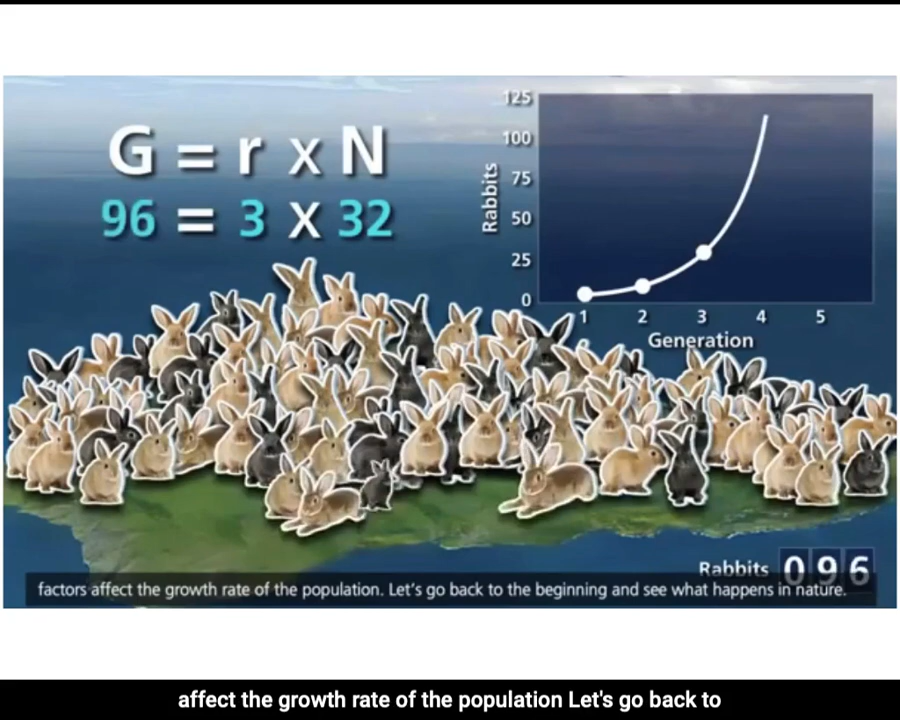 G = r x N
96 = 3 X 32
Rabbits
125
100
75
50
25
0
1 2 3 4 5
Generation
Rabbits 096
factors affect the growth rate of the population. Let's go back to the beginning and see what happens in nature.
affect the growth rate of the population Let's go back to